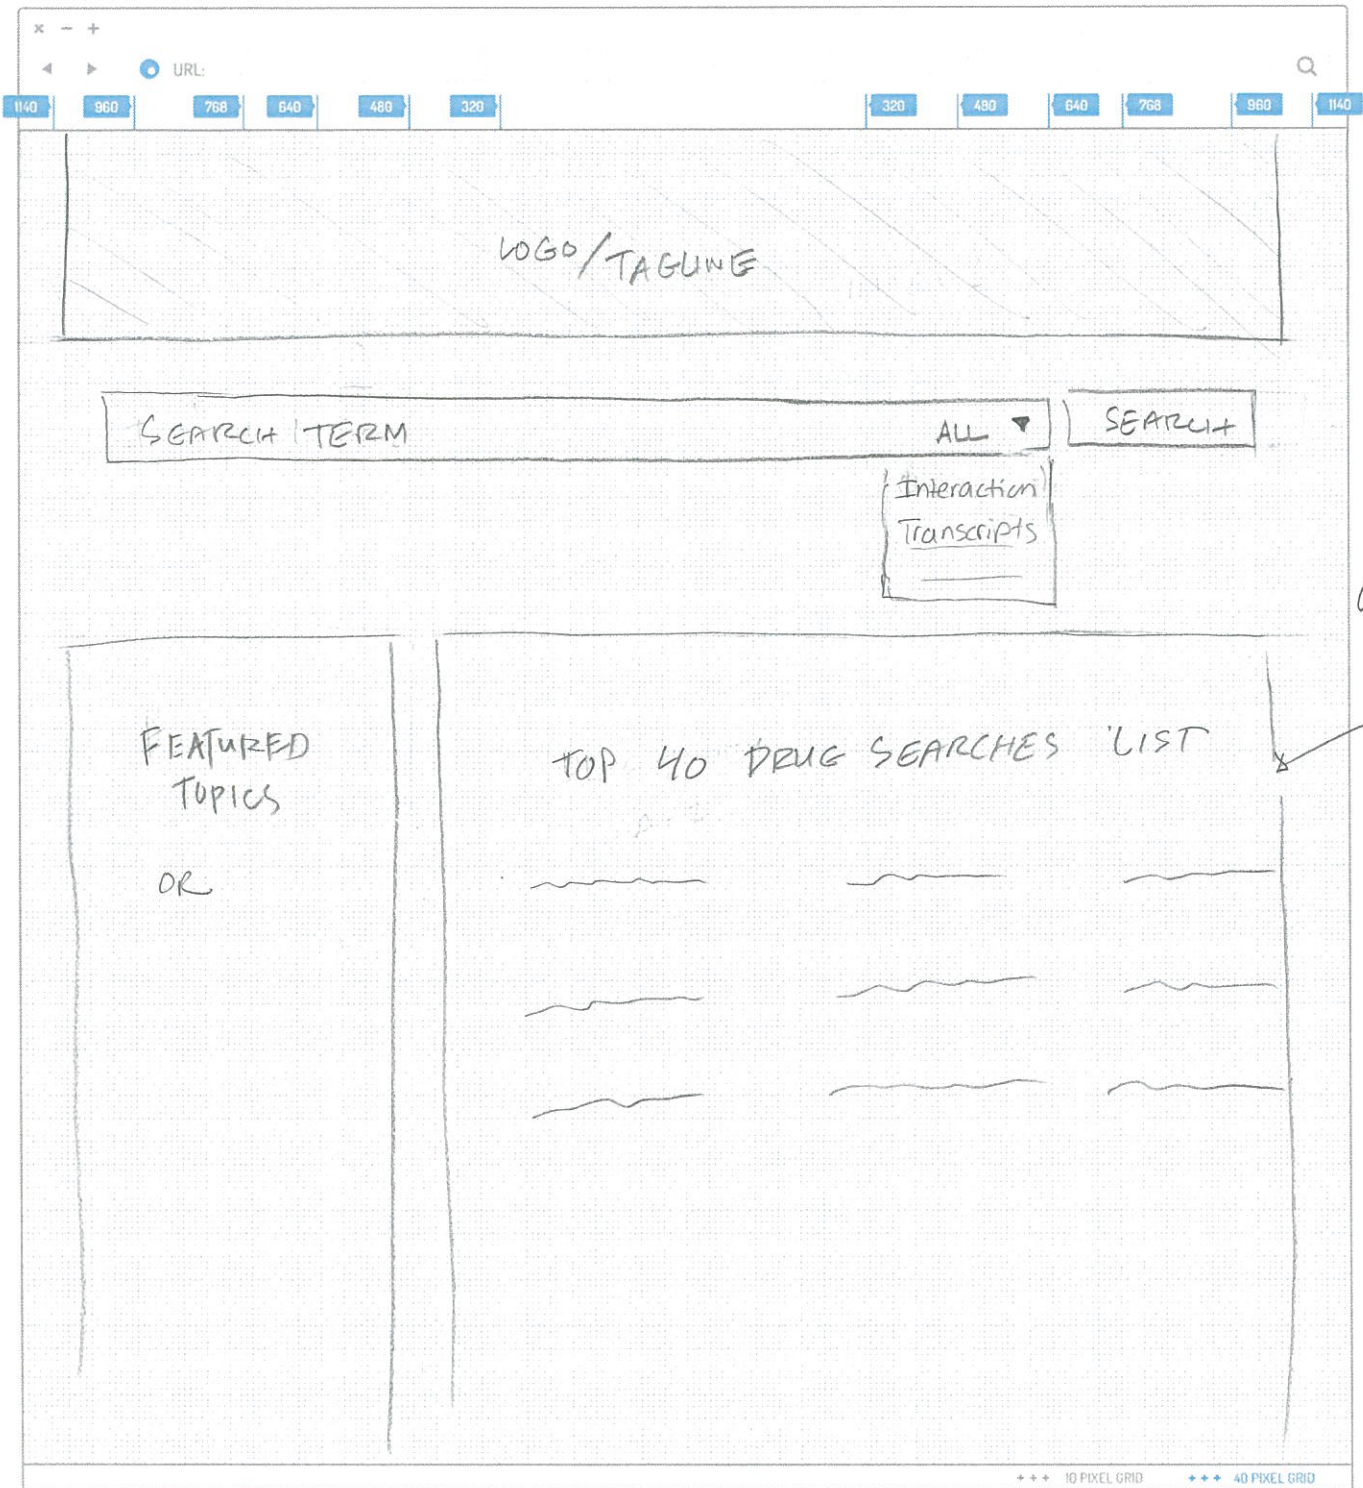 × − +
URL:
1140 960 768 640 480 320 320 480 640 768 960 1140
LOGO/TAGLINE
SEARCH TERM ALL ▼ SEARCH
Interaction
Transcripts
FEATURED
TOPICS
OR
TOP 40 DRUG SEARCHES LIST
+ + + 10 PIXEL GRID + + + 40 PIXEL GRID